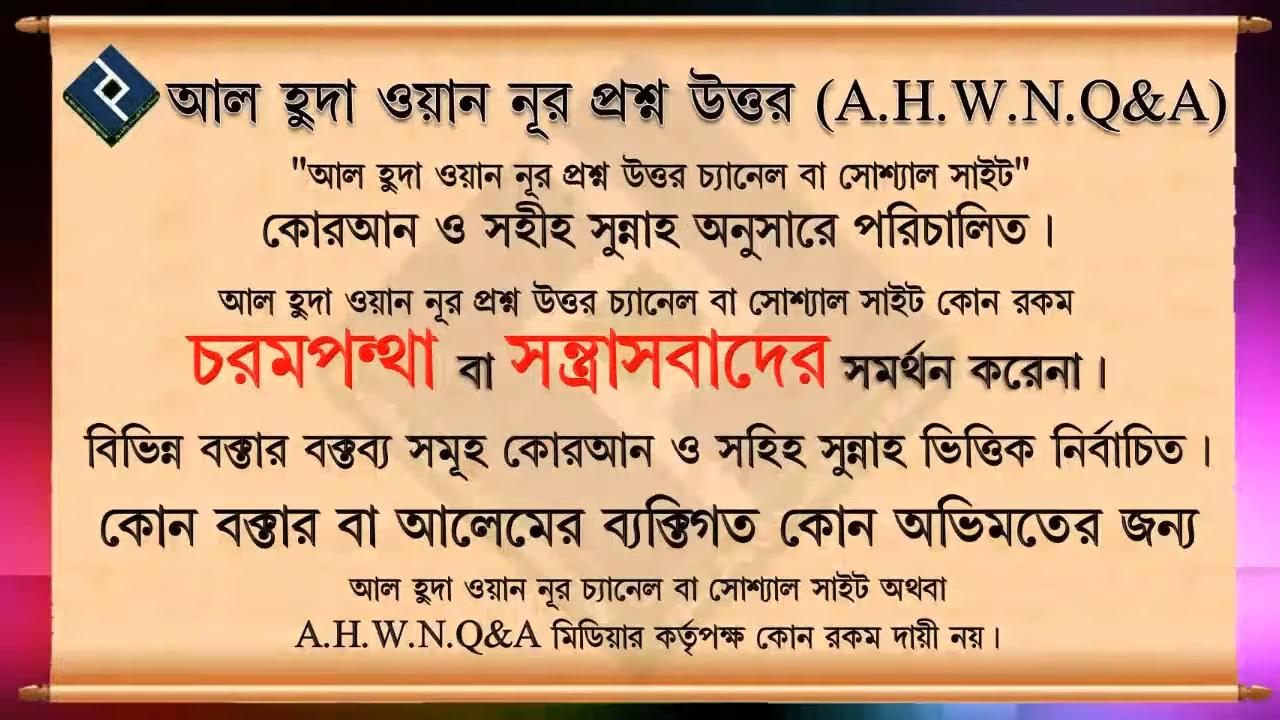 আল হুদা ওয়ান নূর প্রশ্ন উত্তর (A.H.W.N.Q&A)
"আল হুদা ওয়ান নূর প্রশ্ন উত্তর চ্যানেল বা সোশ্যাল সাইট"
কোরআন ও সহীহ সুন্নাহ অনুসারে পরিচালিত ।
আল হুদা ওয়ান নূর প্রশ্ন উত্তর চ্যানেল বা সোশ্যাল সাইট কোন রকম
চরমপন্থা বা সন্ত্রাসবাদের সমর্থন করেনা ।
বিভিন্ন বক্তার বক্তব্য সমূহ কোরআন ও সহিহ সুন্নাহ ভিত্তিক নির্বাচিত ।
কোন বক্তার বা আলেমের ব্যক্তিগত কোন অভিমতের জন্য
আল হুদা ওয়ান নূর চ্যানেল বা সোশ্যাল সাইট অথবা
A.H.W.N.Q&A মিডিয়ার কর্তৃপক্ষ কোন রকম দায়ী নয় ।